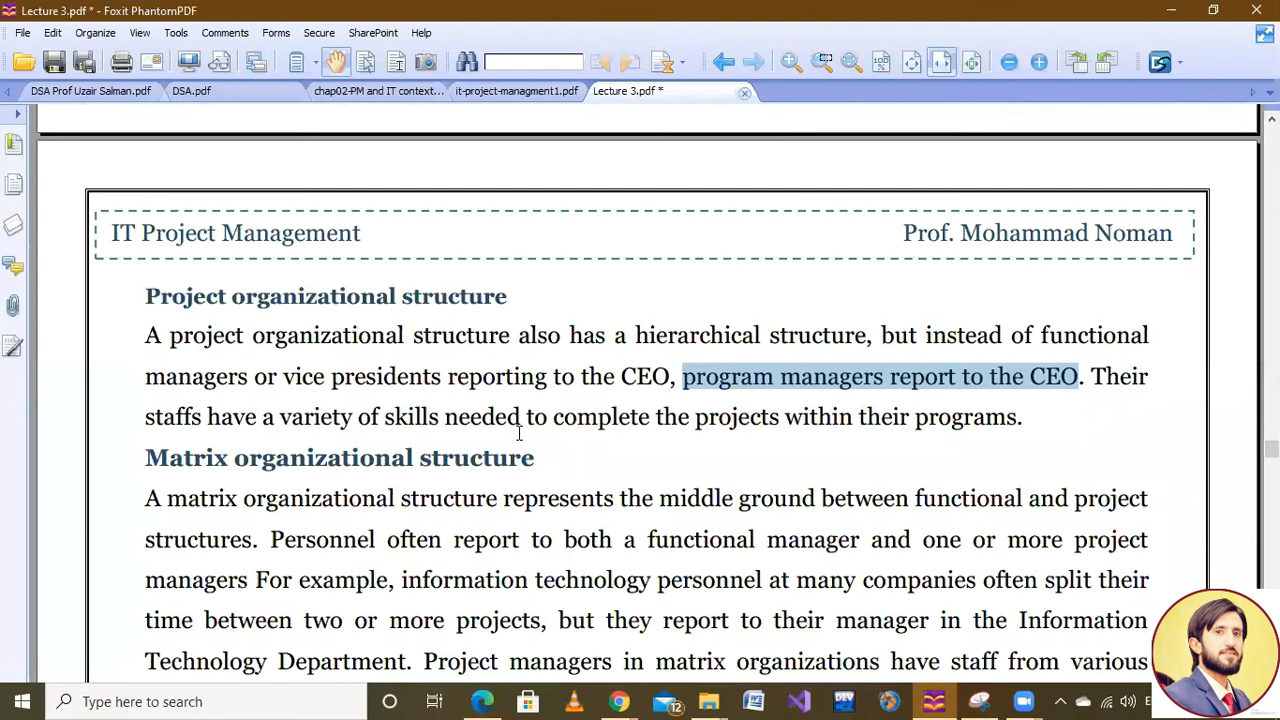 Lecture 3.pdf * - Foxit PhantomPDF
File Edit Organize View Tools Comments Forms Secure SharePoint Help
DSA Prof Uzair Salman.pdf DSA.pdf chap02-PM and IT context... it-project-managment1.pdf Lecture 3.pdf *
IT Project Management Prof. Mohammad Noman
Project organizational structure
A project organizational structure also has a hierarchical structure, but instead of functional
managers or vice presidents reporting to the CEO, program managers report to the CEO. Their
staffs have a variety of skills needed to complete the projects within their programs.
Matrix organizational structure
A matrix organizational structure represents the middle ground between functional and project
structures. Personnel often report to both a functional manager and one or more project
managers For example, information technology personnel at many companies often split their
time between two or more projects, but they report to their manager in the Information
Technology Department. Project managers in matrix organizations have staff from various
Type here to search
12